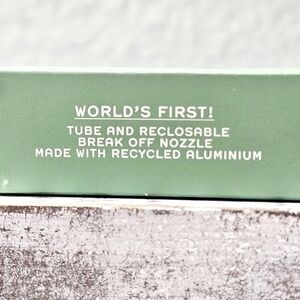 WORLD'S FIRST!
TUBE AND RECLOSABLE
BREAK OFF NOZZLE
MADE WITH RECYCLED ALUMINIUM